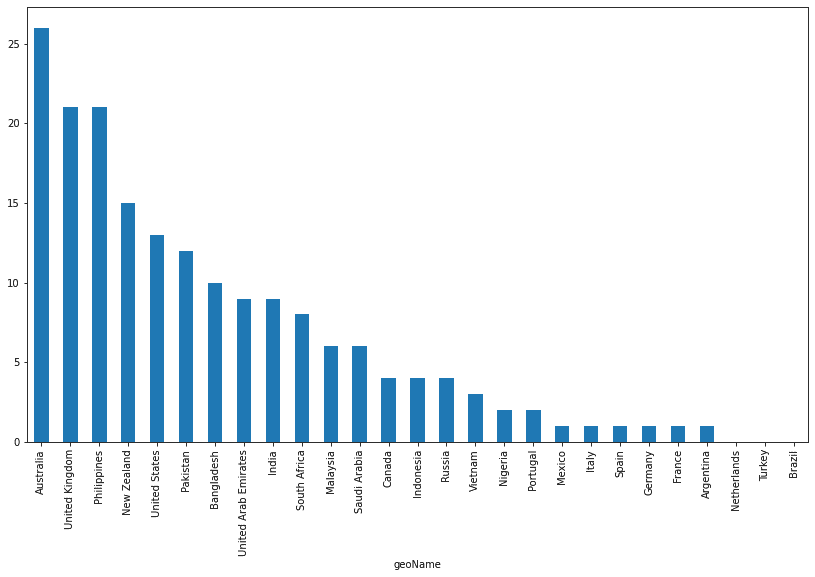 25
20
15
10
5
0
Australia
United Kingdom
Philippines
New Zealand
United States
Pakistan
Bangladesh
United Arab Emirates
India
South Africa
Malaysia
Saudi Arabia
Canada
Indonesia
Russia
Vietnam
Nigeria
Portugal
Mexico
Italy
Spain
Germany
France
Argentina
Netherlands
Turkey
Brazil
geoName